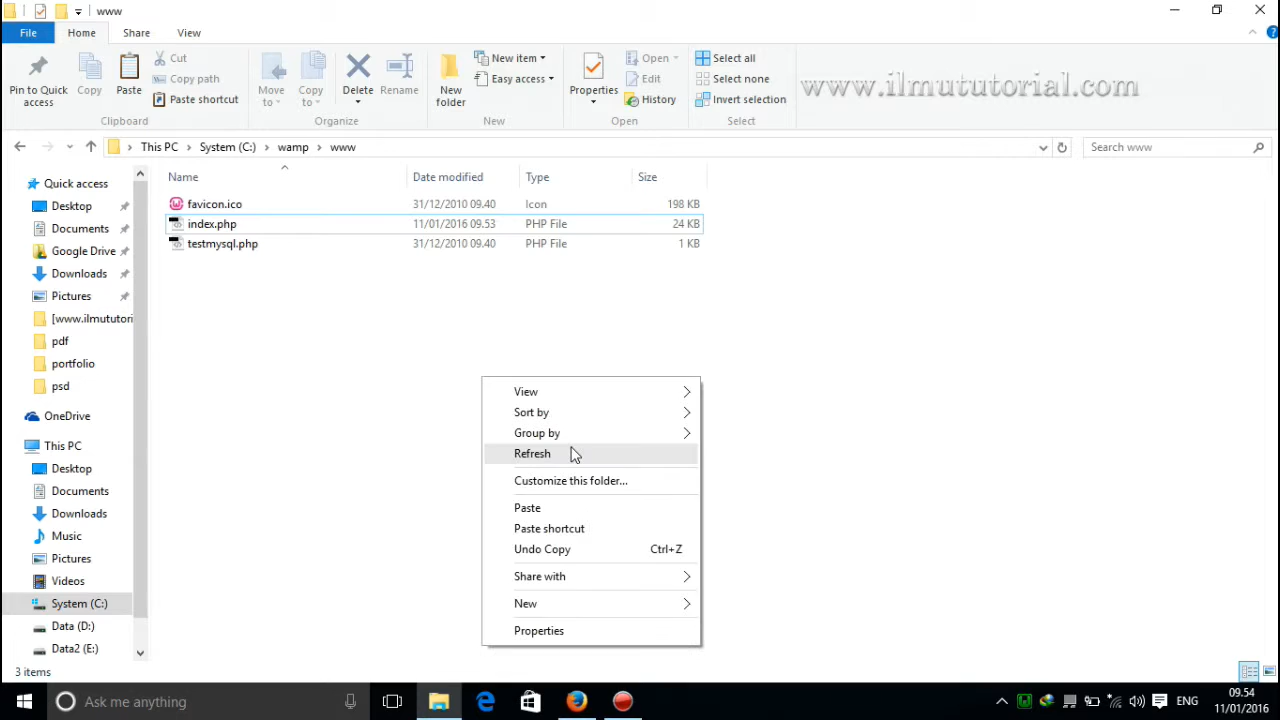 www
File Home Share View
Pin to Quick access
Copy
Paste
Cut
Copy path
Paste shortcut
Clipboard
Move to
Copy to
Delete
Rename
Organize
New folder
New item
Easy access
New
Properties
Open
Edit
History
Open
Select all
Select none
Invert selection
Select
www.ilmututorial.com
This PC System (C:) wamp www
Search www
Name Date modified Type Size
favicon.ico 31/12/2010 09.40 Icon 198 KB
index.php 11/01/2016 09.53 PHP File 24 KB
testmysql.php 31/12/2010 09.40 PHP File 1 KB
Quick access
Desktop
Documents
Google Drive
Downloads
Pictures
[www.ilmututori
pdf
portfolio
psd
OneDrive
This PC
Desktop
Documents
Downloads
Music
Pictures
Videos
System (C:)
Data (D:)
Data2 (E:)
View
Sort by
Group by
Refresh
Customize this folder...
Paste
Paste shortcut
Undo Copy Ctrl+Z
Share with
New
Properties
3 items
Ask me anything
ENG
09.54
11/01/2016